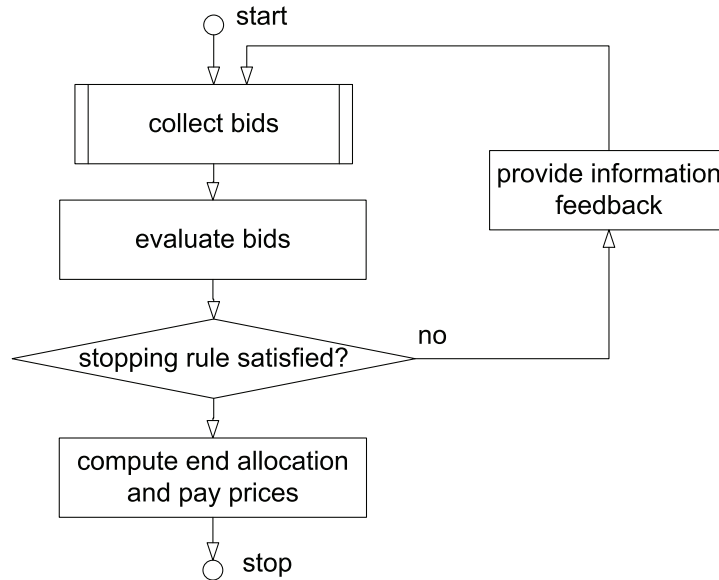 start
collect bids
provide information
feedback
evaluate bids
stopping rule satisfied?
no
compute end allocation
and pay prices
stop